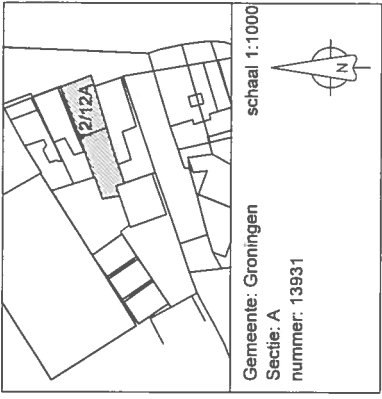 2/12A
Gemeente: Groningen
Sectie: A
nummer: 13931
schaal 1:1000
N